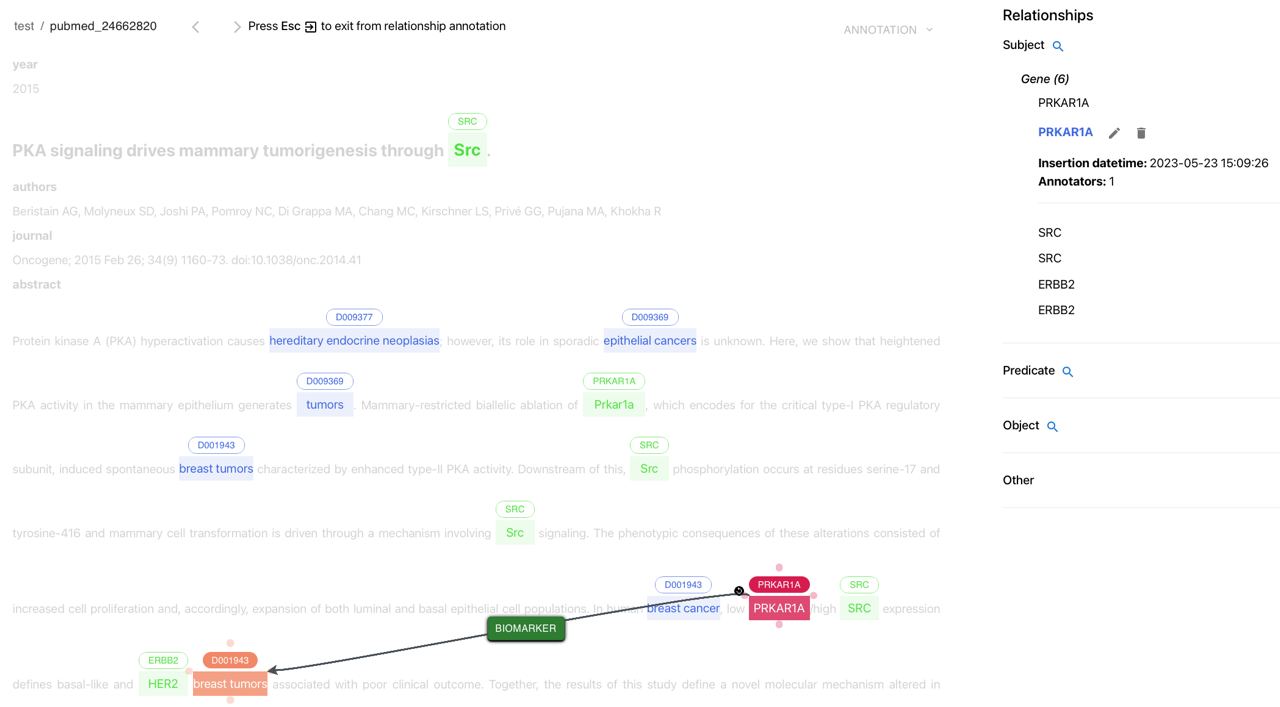 test / pubmed_24662820
Press Esc to exit from relationship annotation
ANNOTATION
year
2015
SRC
PKA signaling drives mammary tumorigenesis through Src .
authors
Beristain AG, Molyneux SD, Joshi PA, Pomroy NC, Di Grappa MA, Chang MC, Kirschner LS, Privé GG, Pujana MA, Khokha R
journal
Oncogene; 2015 Feb 26; 34(9) 1160-73. doi:10.1038/onc.2014.41
abstract
D009377 D009369
Protein kinase A (PKA) hyperactivation causes hereditary endocrine neoplasias; however, its role in sporadic epithelial cancers is unknown. Here, we show that heightened
D009369 PRKAR1A
PKA activity in the mammary epithelium generates tumors . Mammary-restricted biallelic ablation of Prkar1a , which encodes for the critical type-I PKA regulatory
D001943 SRC
subunit, induced spontaneous breast tumors characterized by enhanced type-II PKA activity. Downstream of this, Src phosphorylation occurs at residues serine-17 and
SRC
tyrosine-416 and mammary cell transformation is driven through a mechanism involving Src signaling. The phenotypic consequences of these alterations consisted of
D001943 PRKAR1A SRC
increased cell proliferation and, accordingly, expansion of both luminal and basal epithelial cell populations. In human breast cancer, low PRKAR1A /high SRC expression
BIOMARKER
ERBB2 D001943
defines basal-like and HER2 breast tumors associated with poor clinical outcome. Together, the results of this study define a novel molecular mechanism altered in
Relationships
Subject
Gene (6)
PRKAR1A
PRKAR1A
Insertion datetime: 2023-05-23 15:09:26
Annotators: 1
SRC
SRC
ERBB2
ERBB2
Predicate
Object
Other